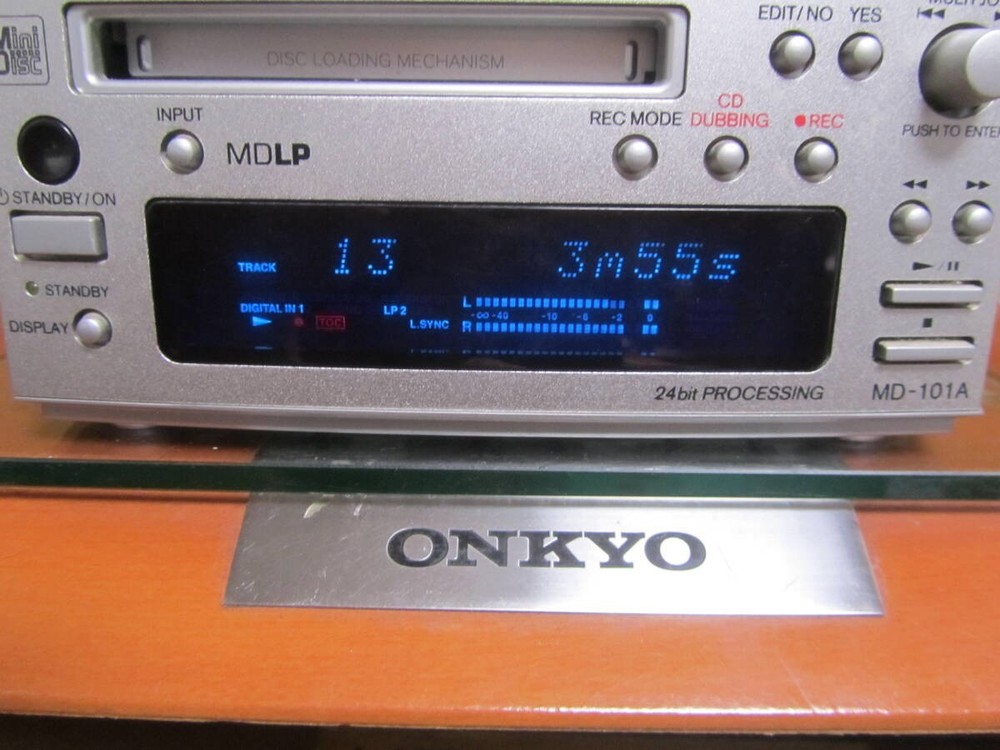 Mini Disc
EDIT/NO YES
DISC LOADING MECHANISM
INPUT
MDLP
REC MODE
CD DUBBING
●REC
PUSH TO ENTER
STANDBY/ON
STANDBY
DISPLAY
TRACK 13 3m55s
DIGITAL IN 1 LP2
TOC
L.SYNC
L
-∞ -40 -10 -6 -2 0
R
24bit PROCESSING
MD-101A
ONKYO